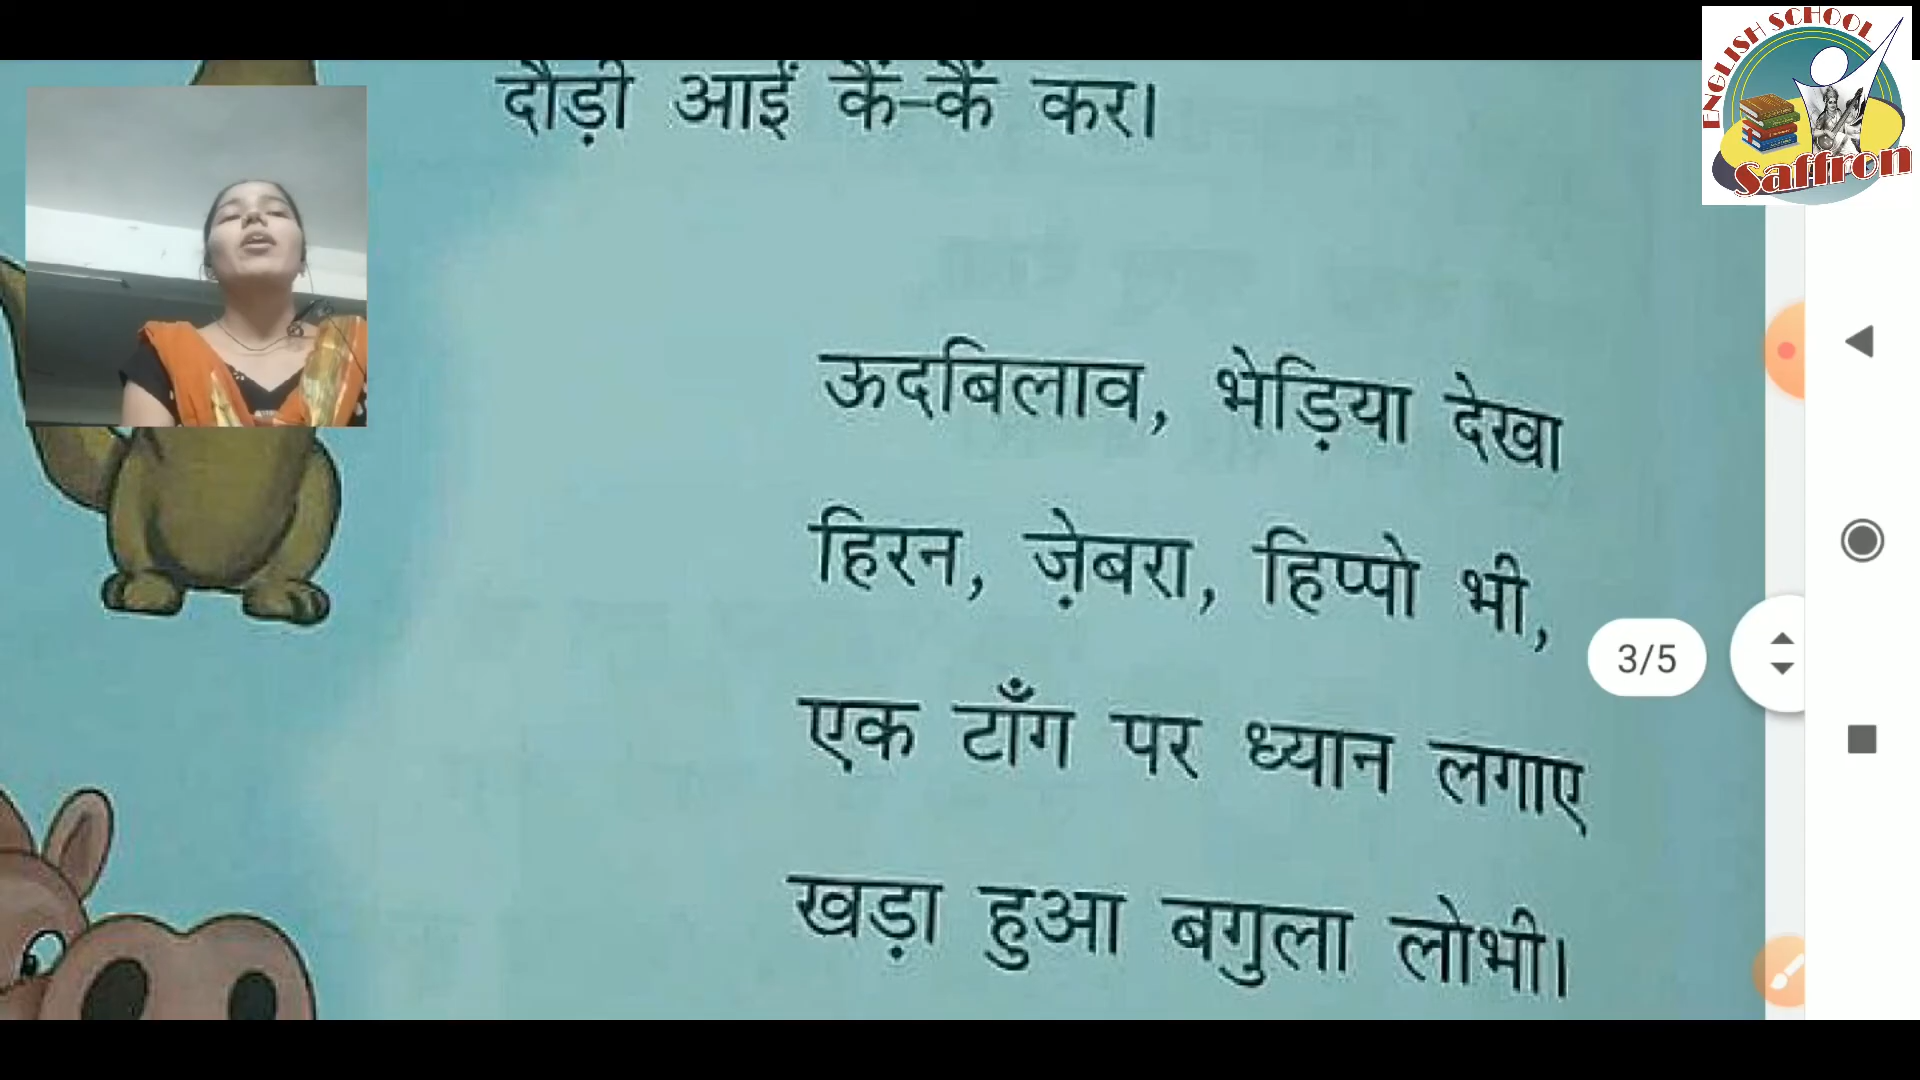 ENGLISH SCHOOL
Saffron
दौड़ी आईं कैं-कैं कर।
ऊदबिलाव, भेड़िया देखा
हिरन, ज़ेबरा, हिप्पो भी,
एक टाँग पर ध्यान लगाए
खड़ा हुआ बगुला लोभी।
3/5